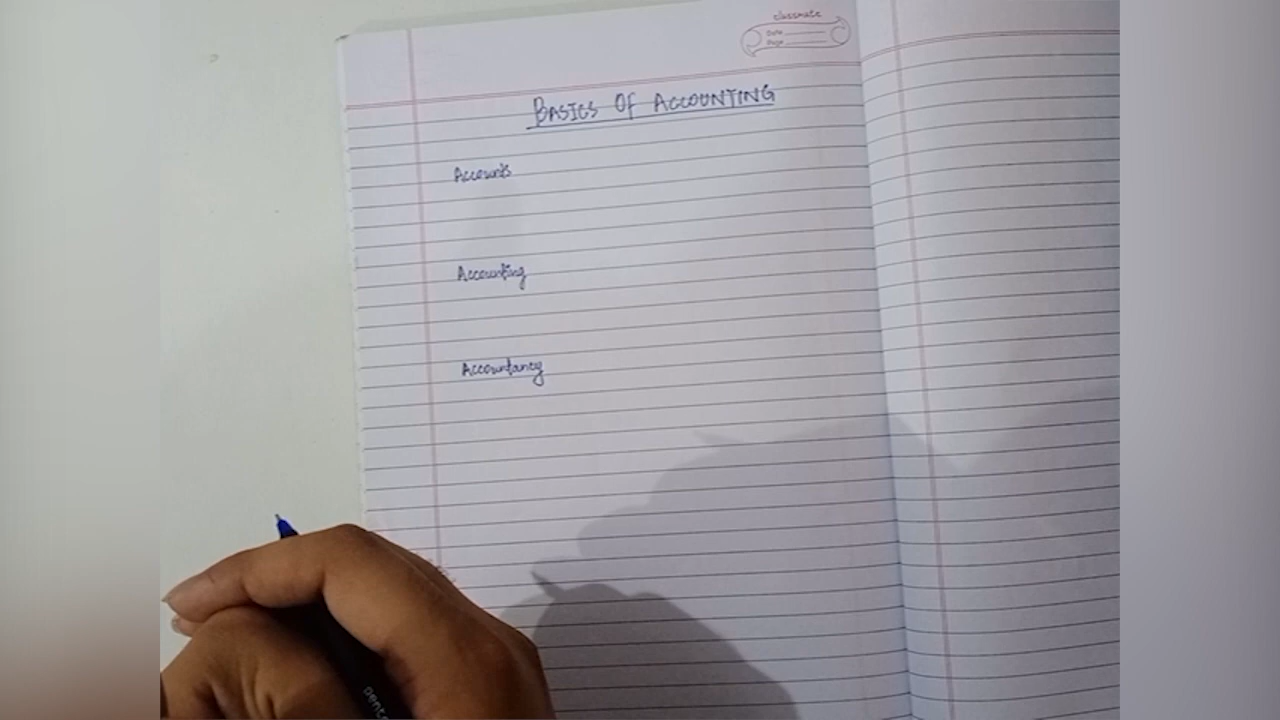 classmate
Date
Page
BASICS OF ACCOUNTING
Accounts
Accounting
Accountancy